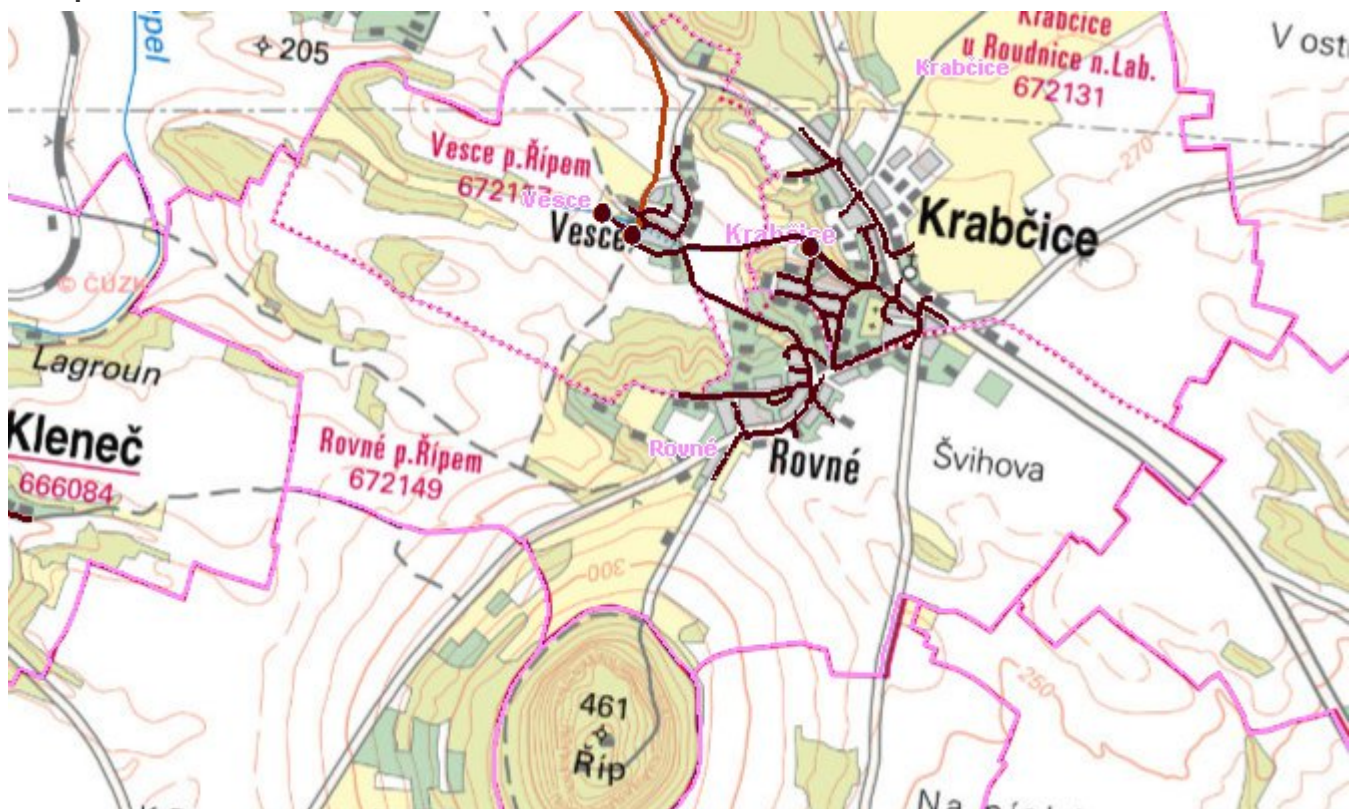 205
Krabčice
u Roudnice n.Lab.
672131
Krabčice
270
Vesce p.Řípem
Vesce
Vesce
Krabčice
Krabčice
© ČÚZK
Lagroun
Kleneč
666084
Rovné p.Řípem
672149
Rovné
Rovné
Švihova
300
250
461
Říp